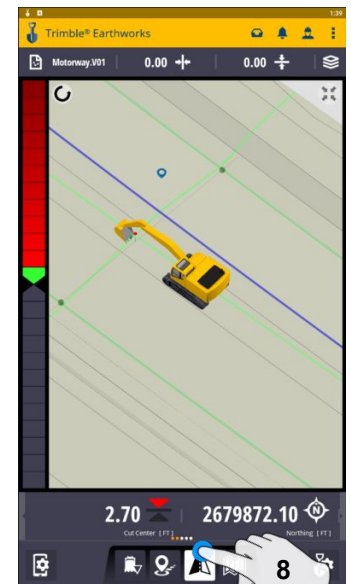 1:39
Trimble® Earthworks
Motorway.V01 0.00 0.00
2.70 2679872.10 N
Cut Center [FT] Northing [FT]
8